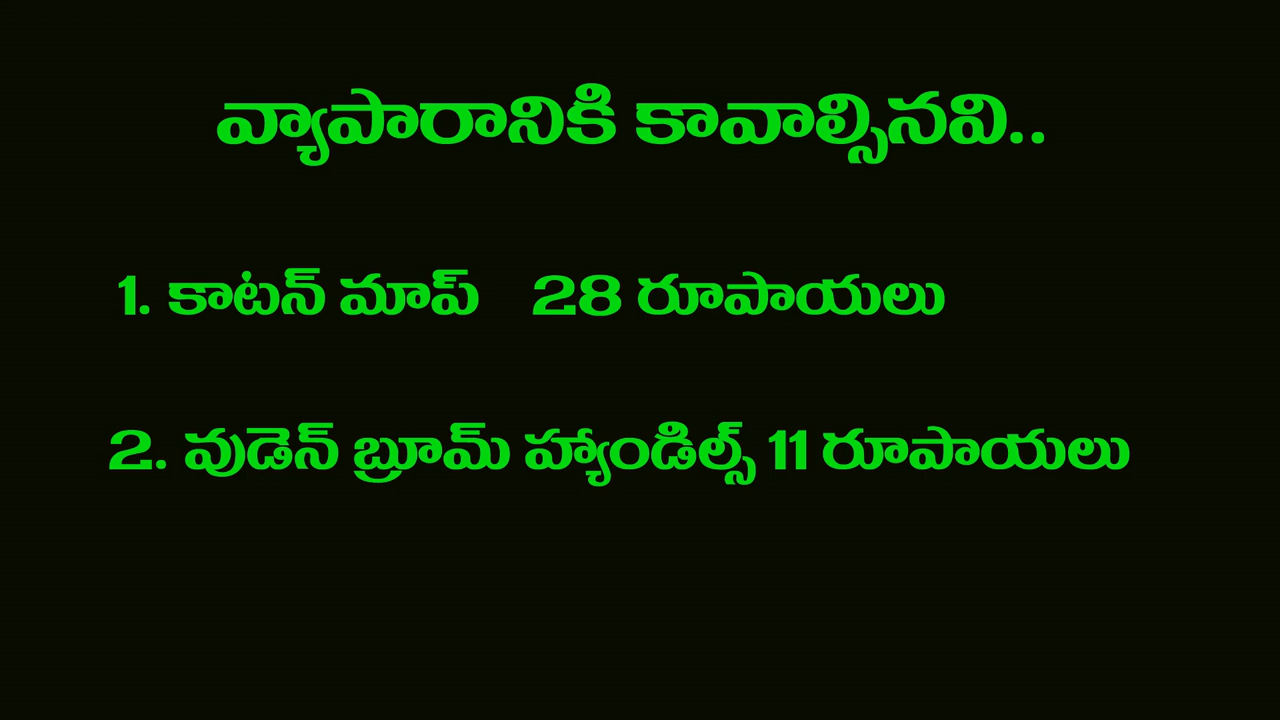 వ్యాపారానికి కావాల్సినవి..
1. కాటన్ మాప్ 28 రూపాయలు
2. వుడెన్ బ్రూమ్ హ్యాండిల్స్ 11 రూపాయలు